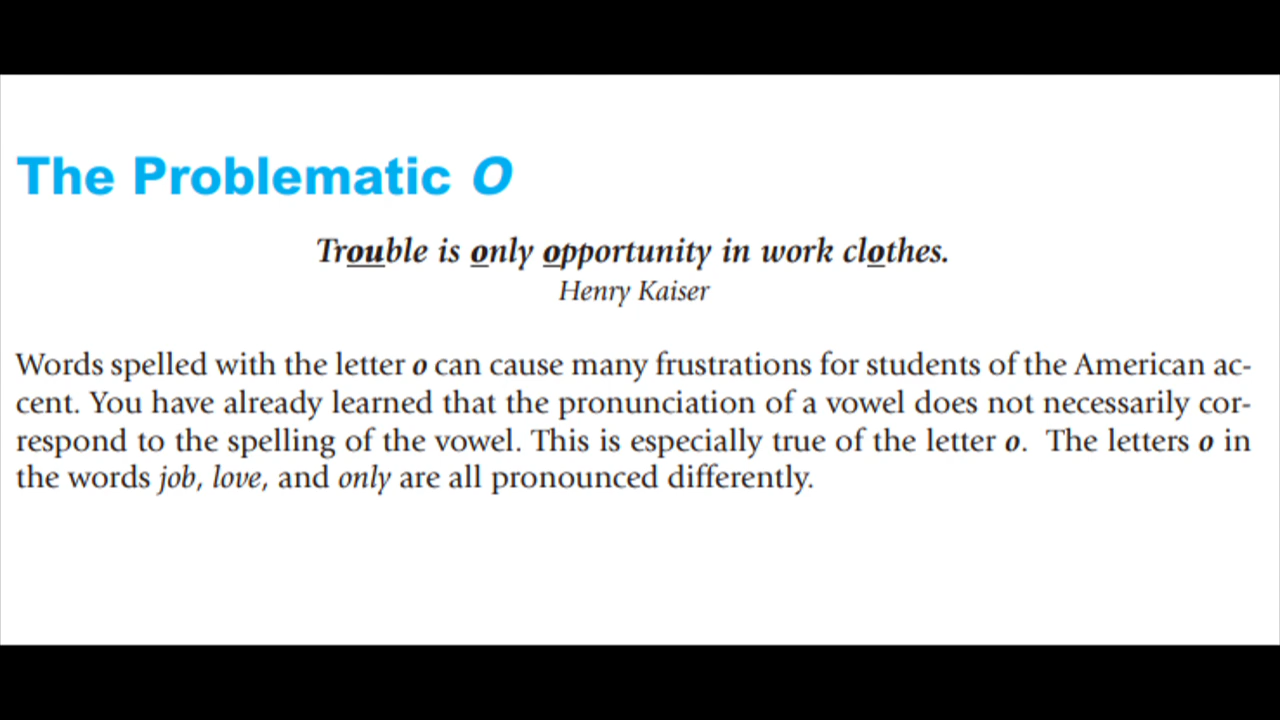 The Problematic O
Trouble is only opportunity in work clothes.
Henry Kaiser
Words spelled with the letter o can cause many frustrations for students of the American ac-
cent. You have already learned that the pronunciation of a vowel does not necessarily cor-
respond to the spelling of the vowel. This is especially true of the letter o. The letters o in
the words job, love, and only are all pronounced differently.